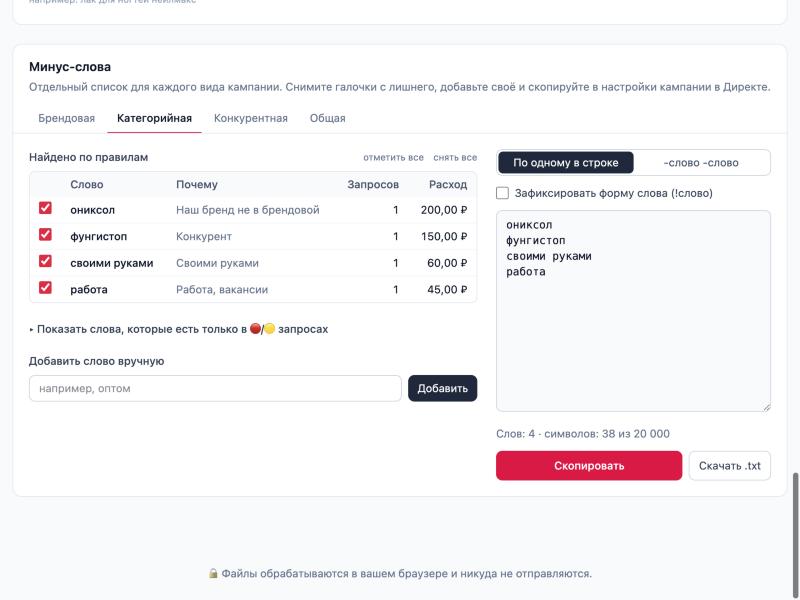 например: лак для ногтей неилмакс
Минус-слова
Отдельный список для каждого вида кампании. Снимите галочки с лишнего, добавьте своё и скопируйте в настройки кампании в Директе.
Брендовая Категорийная Конкурентная Общая
Найдено по правилам отметить все снять все
Слово Почему Запросов Расход
ониксол Наш бренд не в брендовой 1 200,00 ₽
фунгистоп Конкурент 1 150,00 ₽
своими руками Своими руками 1 60,00 ₽
работа Работа, вакансии 1 45,00 ₽
▸ Показать слова, которые есть только в 🔴/🟡 запросах
Добавить слово вручную
например, оптом Добавить
По одному в строке -слово -слово
Зафиксировать форму слова (!слово)
ониксол
фунгистоп
своими руками
работа
Слов: 4 · символов: 38 из 20 000
Скопировать Скачать .txt
🔒 Файлы обрабатываются в вашем браузере и никуда не отправляются.